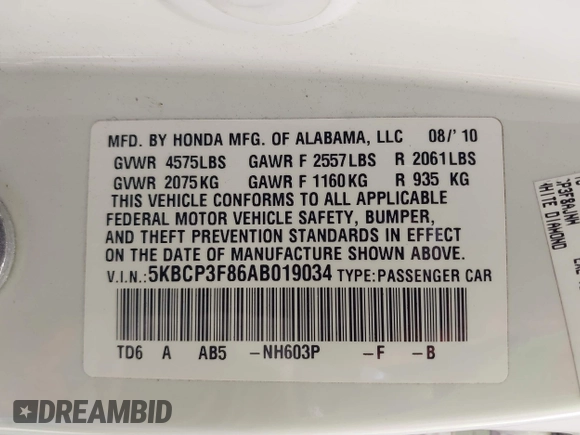 MFD. BY HONDA MFG. OF ALABAMA, LLC 08/'10
GVWR 4575LBS GAWR F 2557LBS R 2061LBS
GVWR 2075KG GAWR F 1160KG R 935 KG
THIS VEHICLE CONFORMS TO ALL APPLICABLE
FEDERAL MOTOR VEHICLE SAFETY, BUMPER,
AND THEFT PREVENTION STANDARDS IN EFFECT
ON THE DATE OF MANUFACTURE SHOWN ABOVE.
V.I.N.:5KBCP3F86AB019034 TYPE:PASSENGER CAR
TD6 A AB5 -NH603P -F -B
WHITE DIAMOND
DREAMBID